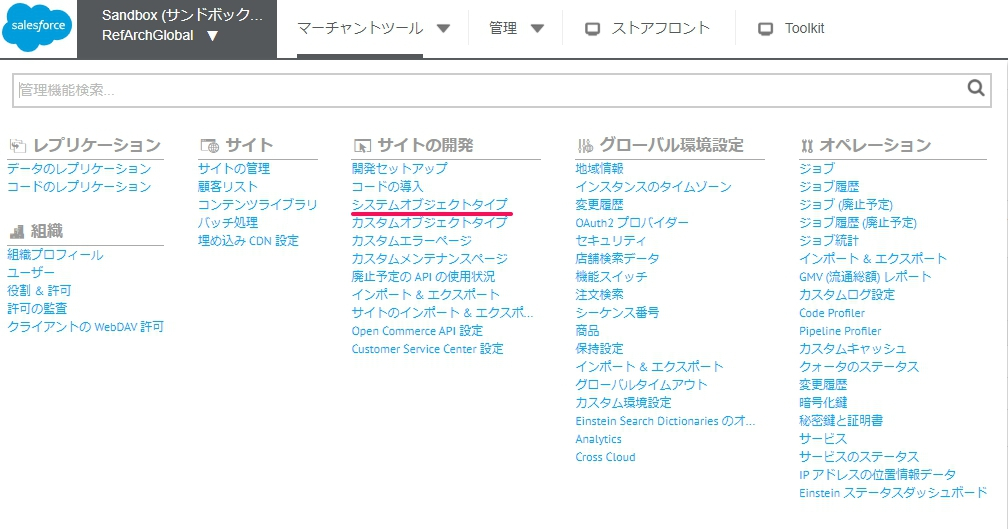 salesforce
Sandbox (サンドボック...
RefArchGlobal ▼
マーチャントツール
管理
ストアフロント
Toolkit
管理機能検索...
レプリケーション
データのレプリケーション
コードのレプリケーション
組織
組織プロフィール
ユーザー
役割 & 許可
許可の監査
クライアントの WebDAV 許可
サイト
サイトの管理
顧客リスト
コンテンツライブラリ
バッチ処理
埋め込み CDN 設定
サイトの開発
開発セットアップ
コードの導入
システムオブジェクトタイプ
カスタムオブジェクトタイプ
カスタムエラーページ
カスタムメンテナンスページ
廃止予定の API の使用状況
インポート & エクスポート
サイトのインポート & エクスポ...
Open Commerce API 設定
Customer Service Center 設定
グローバル環境設定
地域情報
インスタンスのタイムゾーン
変更履歴
OAuth2 プロバイダー
セキュリティ
店舗検索データ
機能スイッチ
注文検索
シーケンス番号
商品
保持設定
インポート & エクスポート
グローバルタイムアウト
カスタム環境設定
Einstein Search Dictionaries のオ...
Analytics
Cross Cloud
オペレーション
ジョブ
ジョブ履歴
ジョブ (廃止予定)
ジョブ履歴 (廃止予定)
ジョブ統計
インポート & エクスポート
GMV (流通総額) レポート
カスタムログ設定
Code Profiler
Pipeline Profiler
カスタムキャッシュ
クォータのステータス
変更履歴
暗号化鍵
秘密鍵と証明書
サービス
サービスのステータス
IP アドレスの位置情報データ
Einstein ステータスダッシュボード